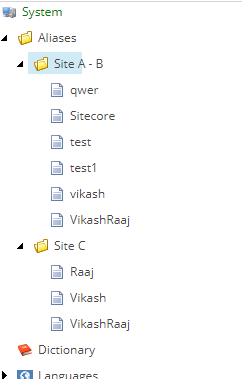 System
Aliases
Site A - B
qwer
Sitecore
test
test1
vikash
VikashRaaj
Site C
Raaj
Vikash
VikashRaaj
Dictionary
Languages